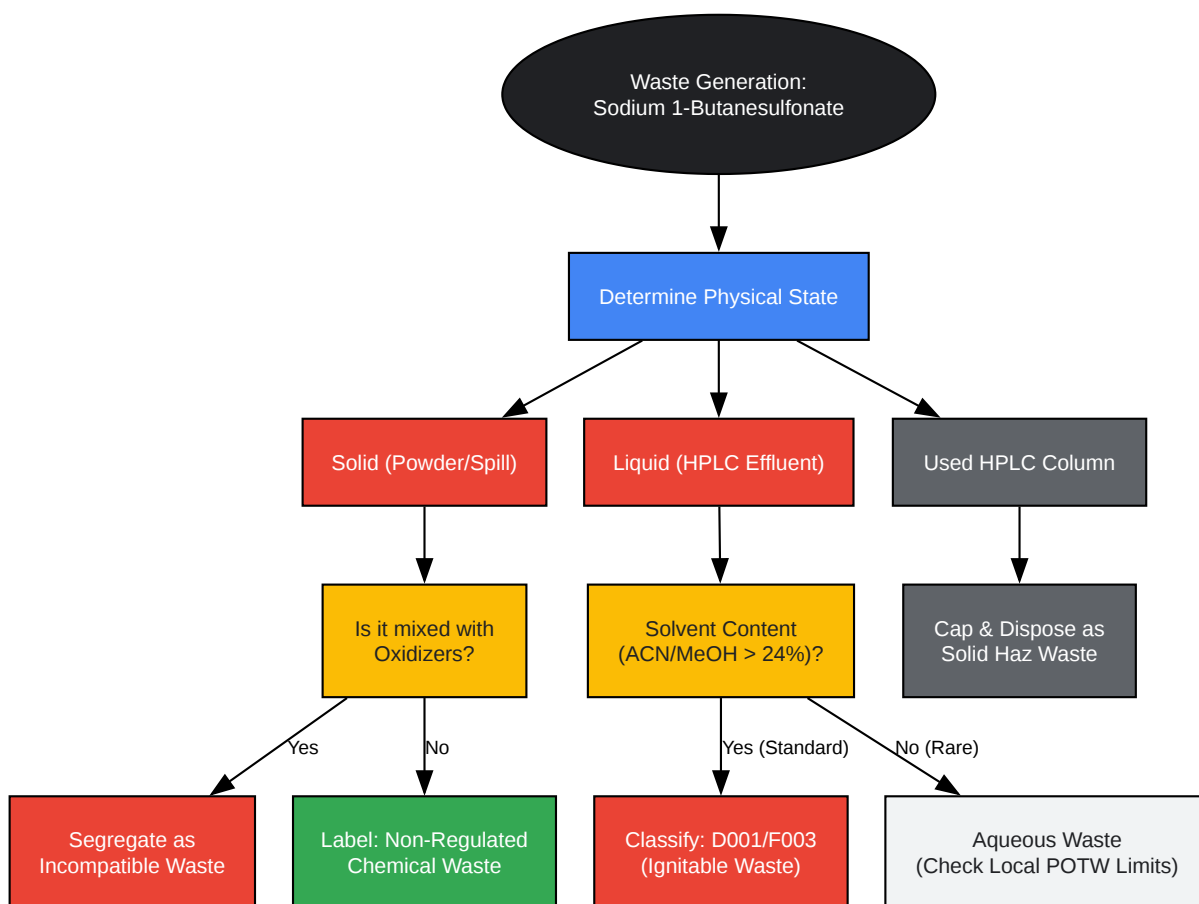 Waste Generation:
Sodium 1-Butanesulfonate
Determine Physical State
Solid (Powder/Spill)
Liquid (HPLC Effluent)
Used HPLC Column
Is it mixed with
Oxidizers?
Solvent Content
(ACN/MeOH > 24%)?
Cap & Dispose as
Solid Haz Waste
Yes
No
Yes (Standard)
No (Rare)
Segregate as
Incompatible Waste
Label: Non-Regulated
Chemical Waste
Classify: D001/F003
(Ignitable Waste)
Aqueous Waste
(Check Local POTW Limits)